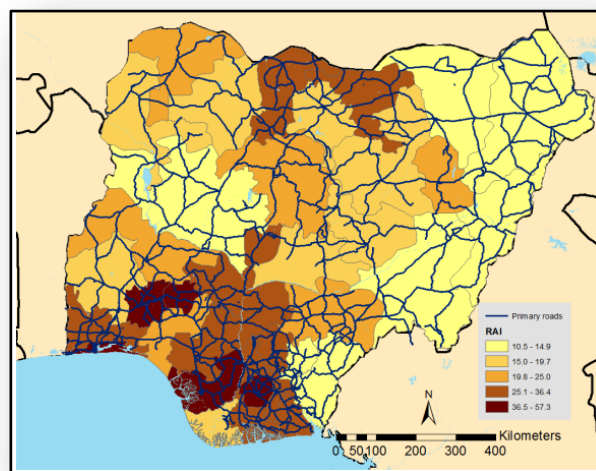 Primary roads
RAI
10.5 - 14.9
15.0 - 19.7
19.8 - 25.0
25.1 - 36.4
36.5 - 57.3
N
Kilometers
0 50 100 200 300 400